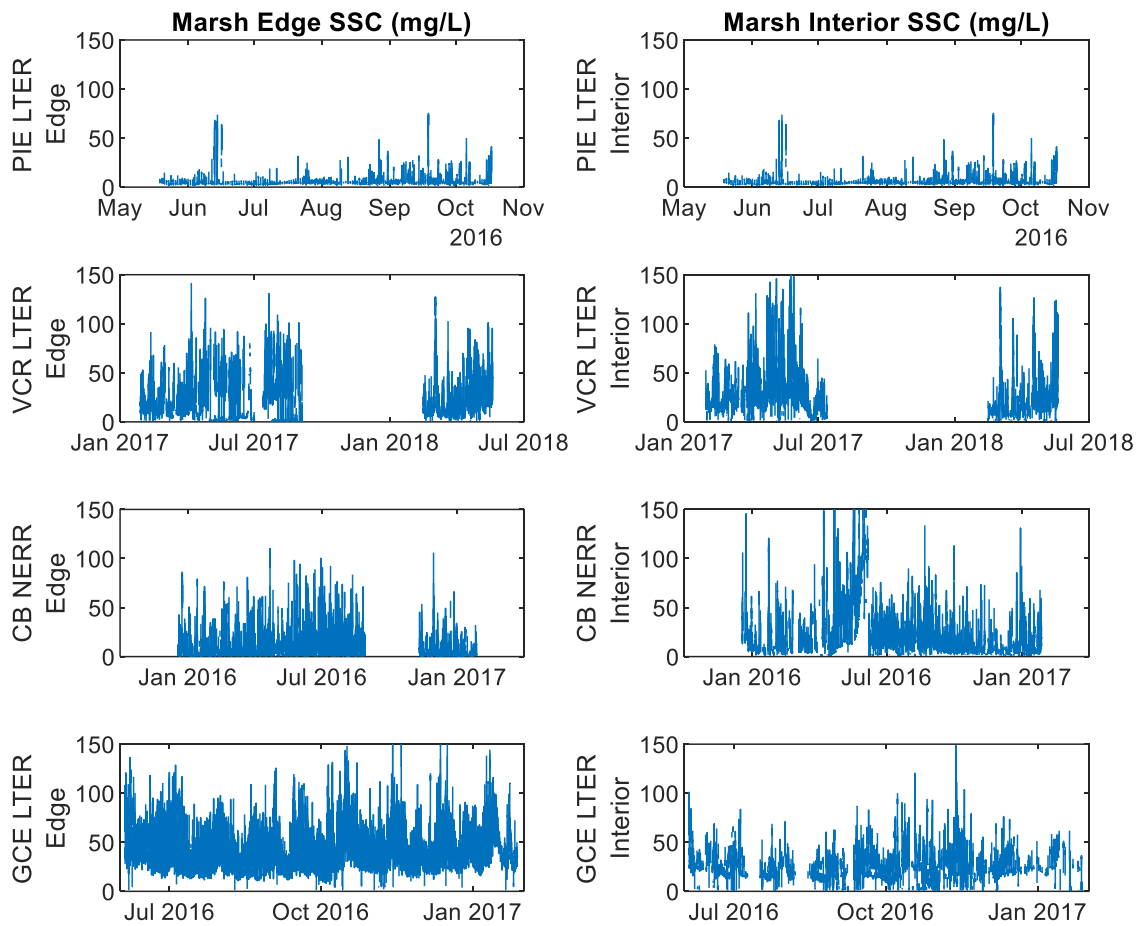 Marsh Edge SSC (mg/L)
Marsh Interior SSC (mg/L)
PIE LTER
Edge
150
100
50
0
May Jun Jul Aug Sep Oct Nov
2016
PIE LTER
Interior
150
100
50
0
May Jun Jul Aug Sep Oct Nov
2016
VCR LTER
Edge
150
100
50
0
Jan 2017 Jul 2017 Jan 2018 Jul 2018
VCR LTER
Interior
150
100
50
0
Jan 2017 Jul 2017 Jan 2018 Jul 2018
CB NERR
Edge
150
100
50
0
Jan 2016 Jul 2016 Jan 2017
CB NERR
Interior
150
100
50
0
Jan 2016 Jul 2016 Jan 2017
GCE LTER
Edge
150
100
50
0
Jul 2016 Oct 2016 Jan 2017
GCE LTER
Interior
150
100
50
0
Jul 2016 Oct 2016 Jan 2017